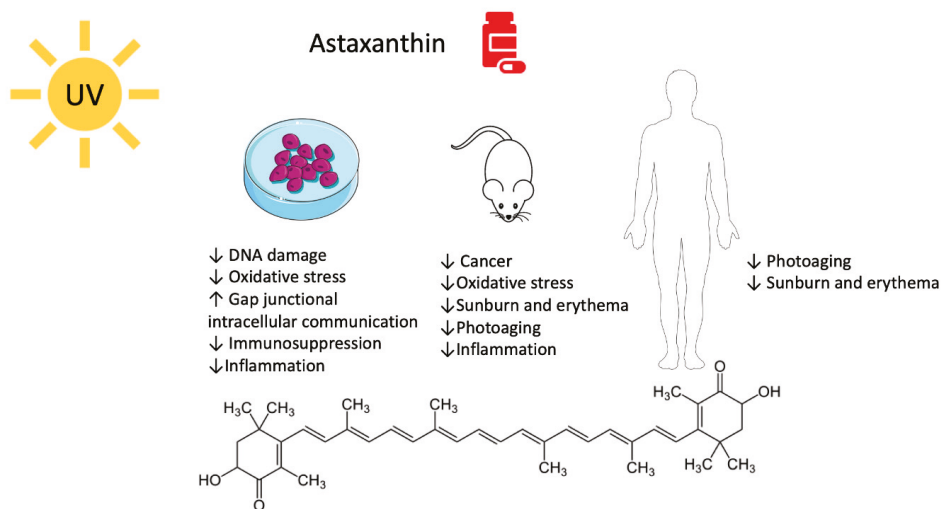 UV
Astaxanthin
↓ DNA damage
↓ Oxidative stress
↑ Gap junctional
intracellular communication
↓ Immunosuppression
↓Inflammation
↓ Cancer
↓Oxidative stress
↓Sunburn and erythema
↓Photoaging
↓Inflammation
↓ Photoaging
↓ Sunburn and erythema
H₃C
CH₃
CH₃
CH₃
HO
O
CH₃
CH₃
CH₃
H₃C
O
OH
H₃C
CH₃